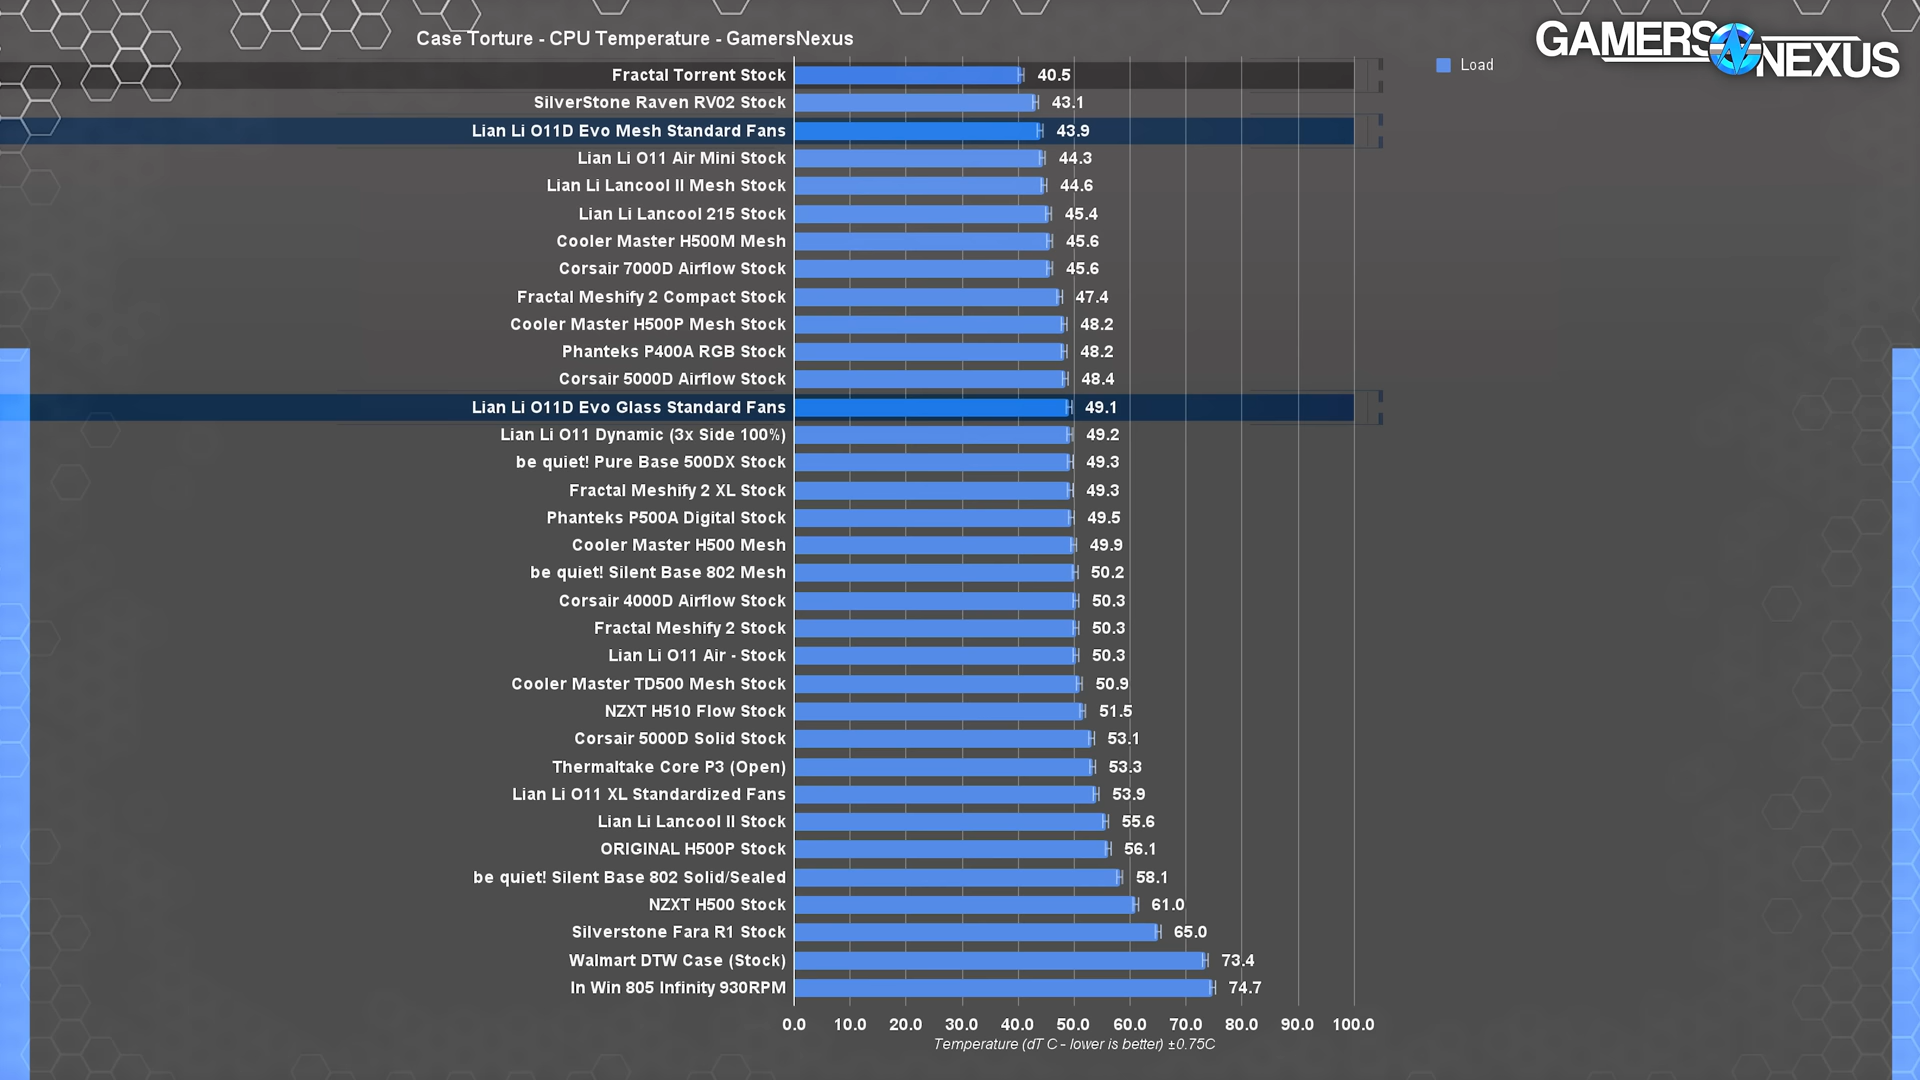 GAMERS NEXUS
Case Torture - CPU Temperature - GamersNexus
Load
Fractal Torrent Stock 40.5
SilverStone Raven RV02 Stock 43.1
Lian Li O11D Evo Mesh Standard Fans 43.9
Lian Li O11 Air Mini Stock 44.3
Lian Li Lancool II Mesh Stock 44.6
Lian Li Lancool 215 Stock 45.4
Cooler Master H500M Mesh 45.6
Corsair 7000D Airflow Stock 45.6
Fractal Meshify 2 Compact Stock 47.4
Cooler Master H500P Mesh Stock 48.2
Phanteks P400A RGB Stock 48.2
Corsair 5000D Airflow Stock 48.4
Lian Li O11D Evo Glass Standard Fans 49.1
Lian Li O11 Dynamic (3x Side 100%) 49.2
be quiet! Pure Base 500DX Stock 49.3
Fractal Meshify 2 XL Stock 49.3
Phanteks P500A Digital Stock 49.5
Cooler Master H500 Mesh 49.9
be quiet! Silent Base 802 Mesh 50.2
Corsair 4000D Airflow Stock 50.3
Fractal Meshify 2 Stock 50.3
Lian Li O11 Air - Stock 50.3
Cooler Master TD500 Mesh Stock 50.9
NZXT H510 Flow Stock 51.5
Corsair 5000D Solid Stock 53.1
Thermaltake Core P3 (Open) 53.3
Lian Li O11 XL Standardized Fans 53.9
Lian Li Lancool II Stock 55.6
ORIGINAL H500P Stock 56.1
be quiet! Silent Base 802 Solid/Sealed 58.1
NZXT H500 Stock 61.0
Silverstone Fara R1 Stock 65.0
Walmart DTW Case (Stock) 73.4
In Win 805 Infinity 930RPM 74.7
0.0 10.0 20.0 30.0 40.0 50.0 60.0 70.0 80.0 90.0 100.0
Temperature (dT C - lower is better) ±0.75C